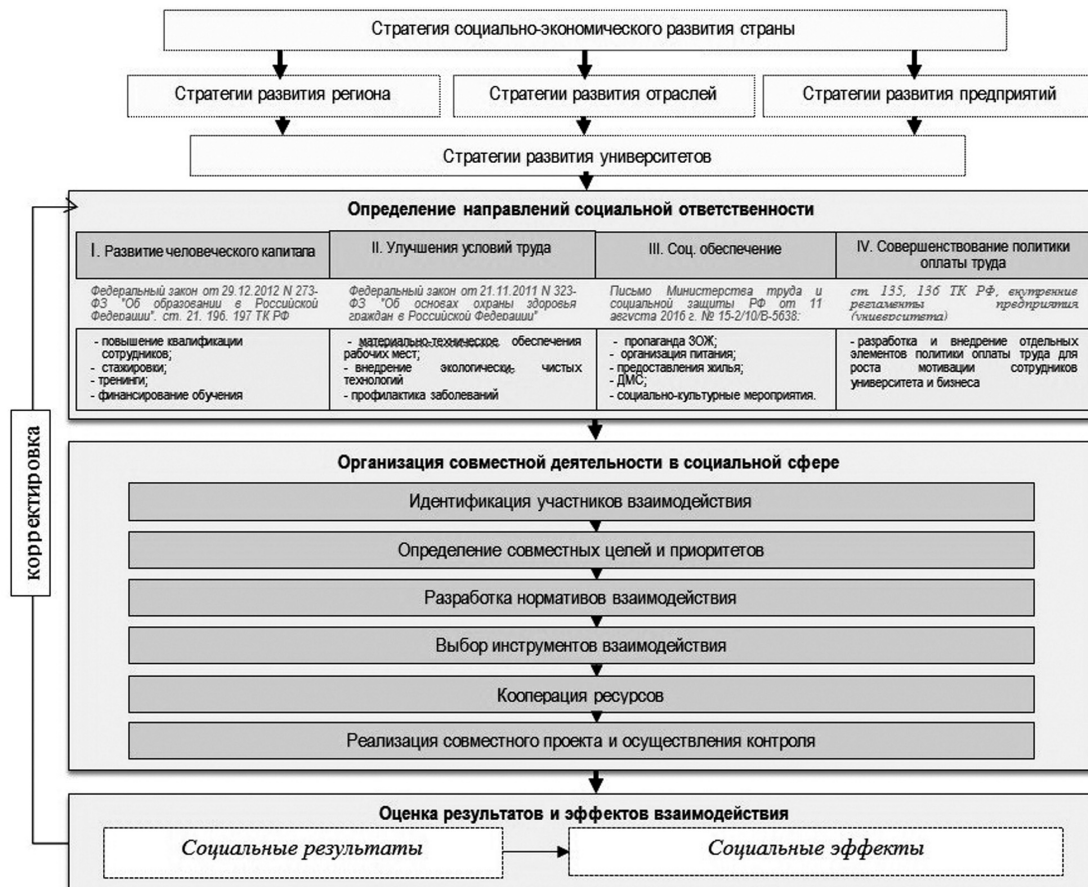 Стратегия социально-экономического развития страны
Стратегии развития региона
Стратегии развития отраслей
Стратегии развития предприятий
Стратегии развития университетов
Определение направлений социальной ответственности
I. Развитие человеческого капитала
Федеральный закон от 29.12.2012 N 273-
ФЗ "Об образовании в Российской
Федерации", ст. 21, 196, 197 ТК РФ
- повышение квалификации
сотрудников;
- стажировки;
- тренинги;
- финансирование обучения
II. Улучшения условий труда
Федеральный закон от 21.11.2011 N 323-
ФЗ "Об основах охраны здоровья
граждан в Российской Федерации"
- материально-техническое обеспечения
рабочих мест;
- внедрение экологически, чистых
технологий
- профилактика заболеваний
III. Соц. обеспечение
Письмо Министерства труда и
социальной защиты РФ от 11
августа 2016 г. № 15-2/10/В-5638;
- пропаганда ЗОЖ;
- организация питания;
- предоставления жилья;
- ДМС;
- социально-культурные мероприятия.
IV. Совершенствование политики
оплаты труда
ст. 135, 136 ТК РФ, внутренние
регламенты предприятия
(университета)
- разработка и внедрение отдельных
элементов политики оплаты труда для
роста мотивации сотрудников
университета и бизнеса
корректировка
Организация совместной деятельности в социальной сфере
Идентификация участников взаимодействия
Определение совместных целей и приоритетов
Разработка нормативов взаимодействия
Выбор инструментов взаимодействия
Кооперация ресурсов
Реализация совместного проекта и осуществления контроля
Оценка результатов и эффектов взаимодействия
Социальные результаты
Социальные эффекты